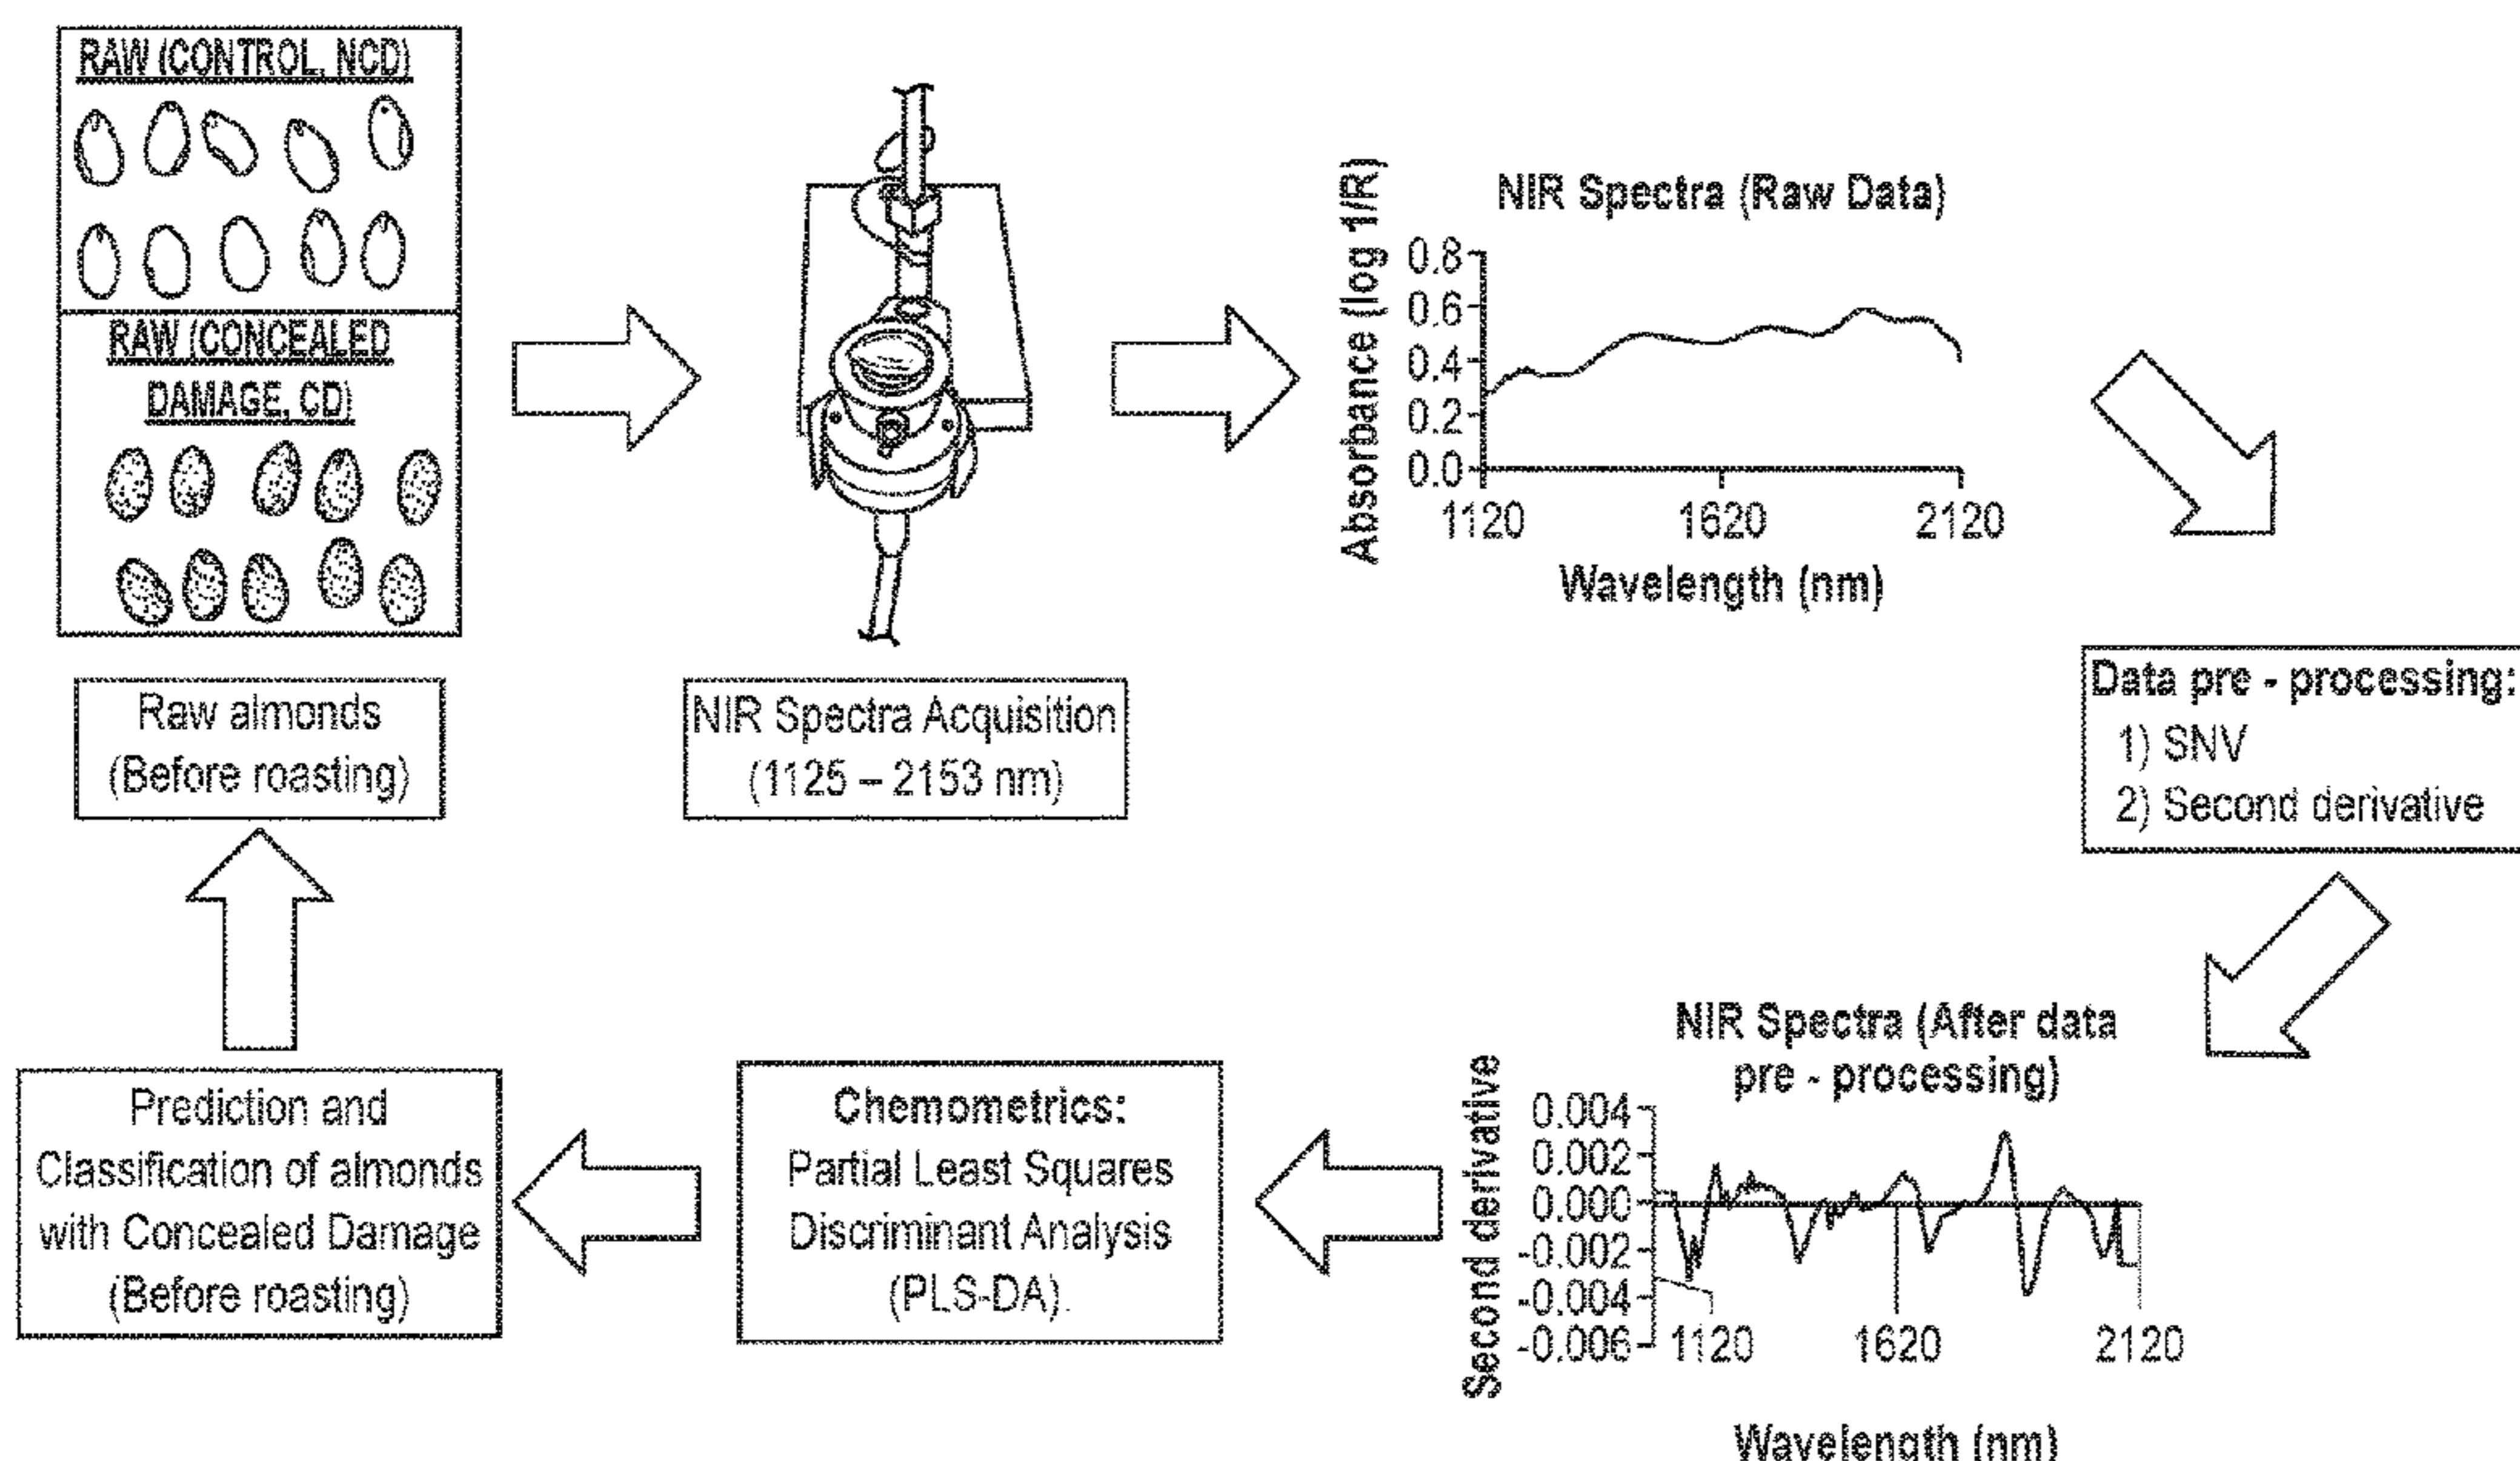 RAW (CONTROL, NCD)
RAW (CONCEALED
DAMAGE, CD)
Raw almonds
(Before roasting)
NIR Spectra Acquisition
(1125 – 2153 nm)
NIR Spectra (Raw Data)
Absorbance (log 1/R)
0.8
0.6
0.4
0.2
0.0
1120 1620 2120
Wavelength (nm)
Data pre - processing:
1) SNV
2) Second derivative
NIR Spectra (After data
pre - processing)
Second derivative
0.004
0.002
0.000
-0.002
-0.004
-0.006
1120 1620 2120
Wavelength (nm)
Chemometrics:
Partial Least Squares
Discriminant Analysis
(PLS-DA).
Prediction and
Classification of almonds
with Concealed Damage
(Before roasting)